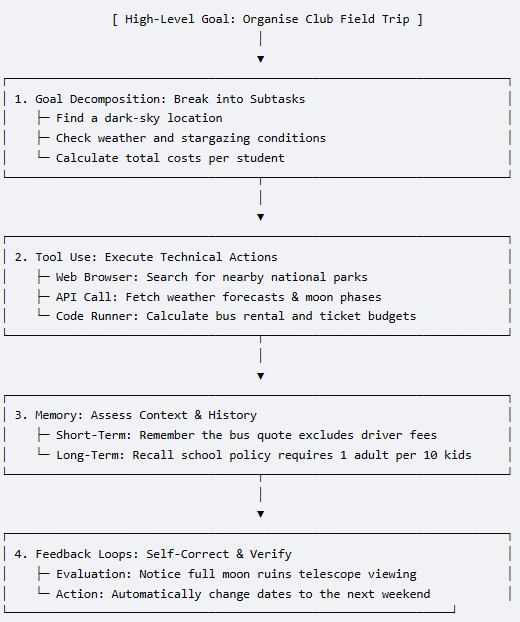 [ High-Level Goal: Organise Club Field Trip ]
1. Goal Decomposition: Break into Subtasks
├─ Find a dark-sky location
├─ Check weather and stargazing conditions
└─ Calculate total costs per student
2. Tool Use: Execute Technical Actions
├─ Web Browser: Search for nearby national parks
├─ API Call: Fetch weather forecasts & moon phases
└─ Code Runner: Calculate bus rental and ticket budgets
3. Memory: Assess Context & History
├─ Short-Term: Remember the bus quote excludes driver fees
└─ Long-Term: Recall school policy requires 1 adult per 10 kids
4. Feedback Loops: Self-Correct & Verify
├─ Evaluation: Notice full moon ruins telescope viewing
└─ Action: Automatically change dates to the next weekend